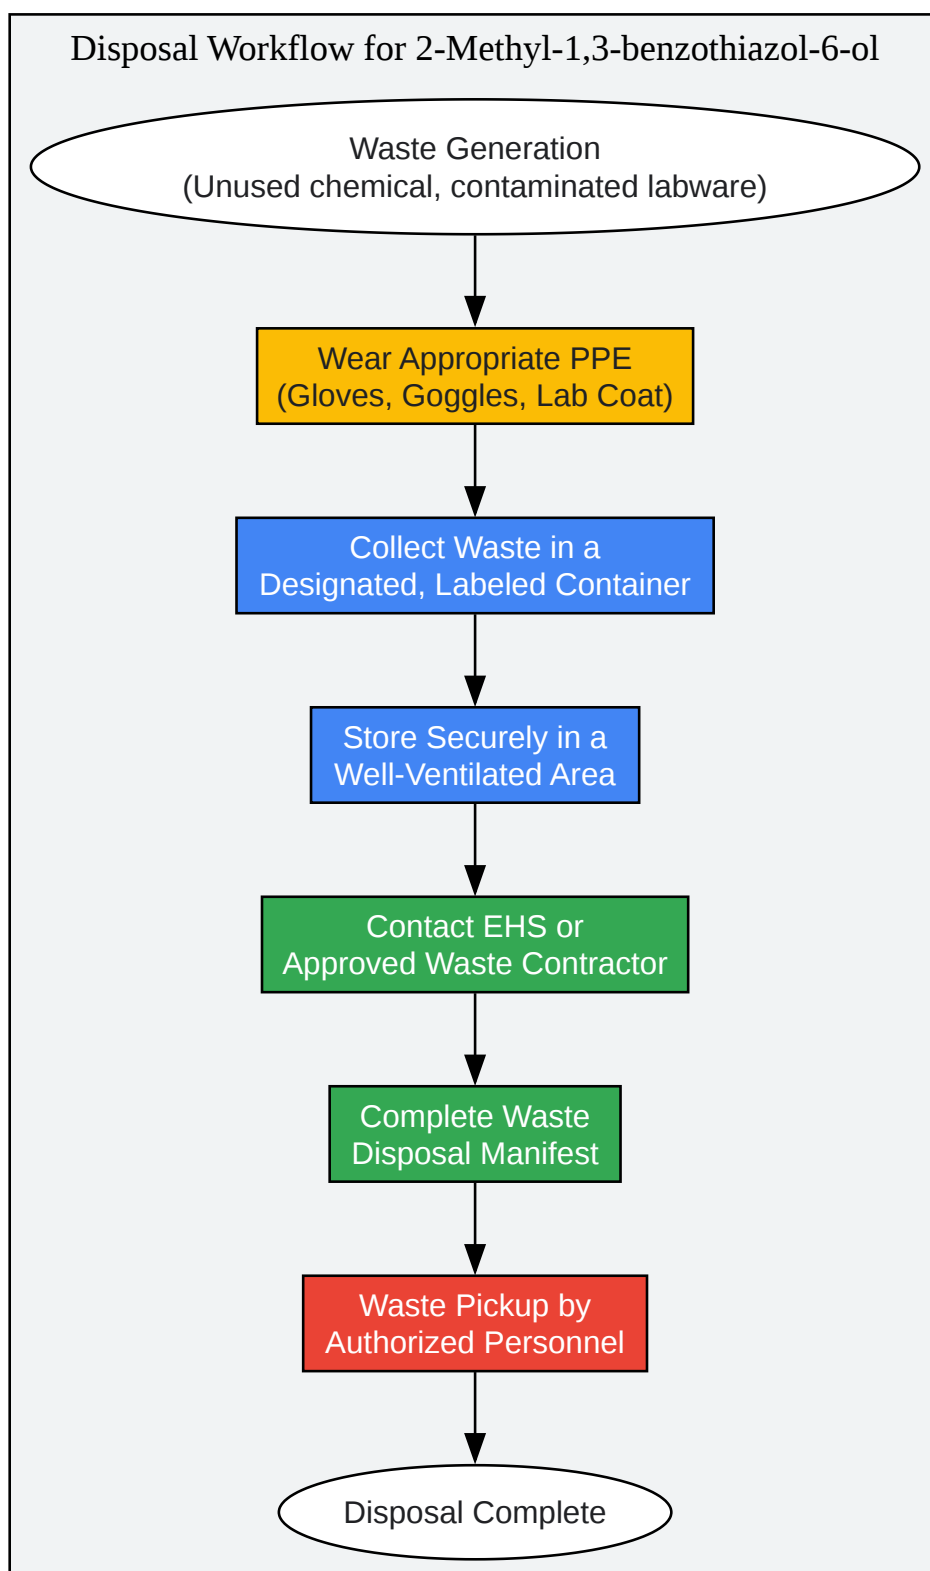 Disposal Workflow for 2-Methyl-1,3-benzothiazol-6-ol
Waste Generation
(Unused chemical, contaminated labware)
Wear Appropriate PPE
(Gloves, Goggles, Lab Coat)
Collect Waste in a
Designated, Labeled Container
Store Securely in a
Well-Ventilated Area
Contact EHS or
Approved Waste Contractor
Complete Waste
Disposal Manifest
Waste Pickup by
Authorized Personnel
Disposal Complete